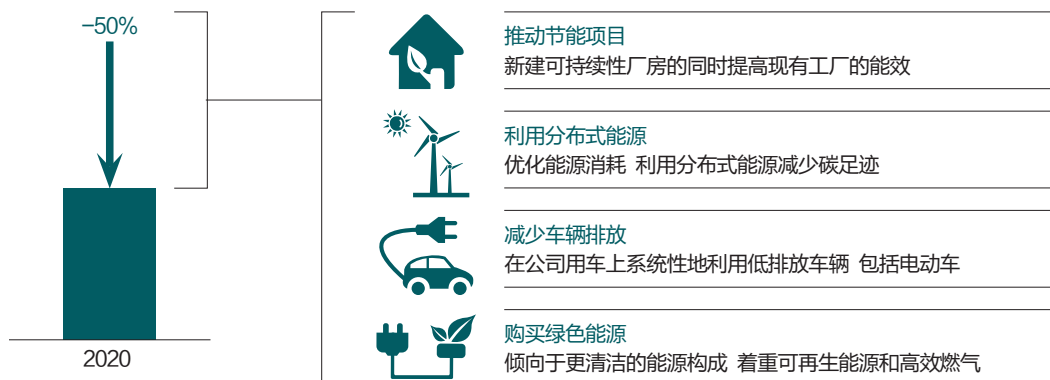 -50%
2020
推动节能项目
新建可持续性厂房的同时提高现有工厂的能效
利用分布式能源
优化能源消耗 利用分布式能源减少碳足迹
减少车辆排放
在公司用车上系统性地利用低排放车辆 包括电动车
购买绿色能源
倾向于更清洁的能源构成 着重可再生能源和高效燃气